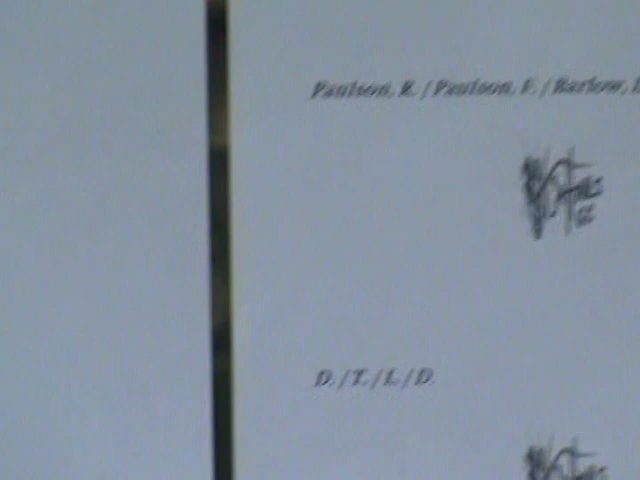 Paulson, R. / Paulson, F. / Barlow,
D. / T. / L. / D.